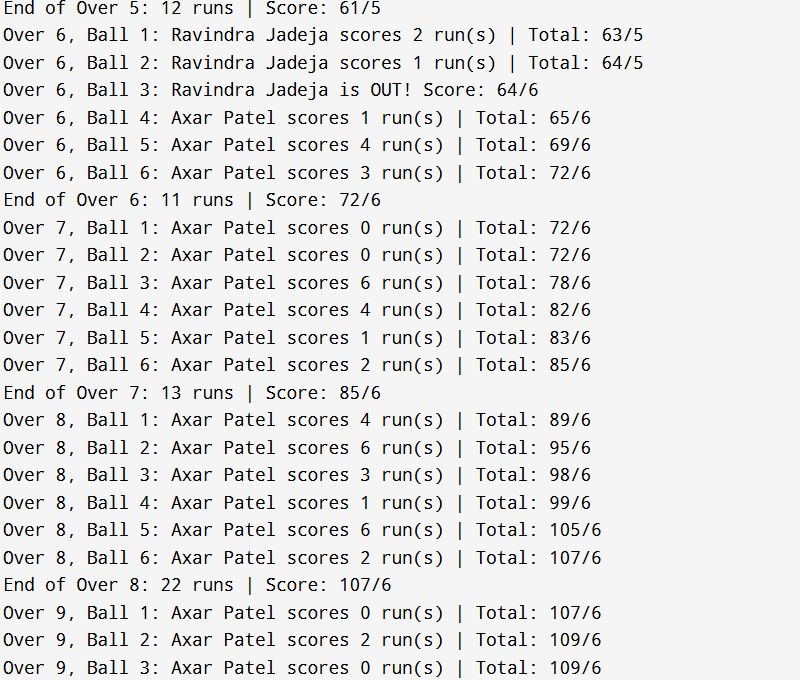 End of Over 5: 12 runs | Score: 61/5
Over 6, Ball 1: Ravindra Jadeja scores 2 run(s) | Total: 63/5
Over 6, Ball 2: Ravindra Jadeja scores 1 run(s) | Total: 64/5
Over 6, Ball 3: Ravindra Jadeja is OUT! Score: 64/6
Over 6, Ball 4: Axar Patel scores 1 run(s) | Total: 65/6
Over 6, Ball 5: Axar Patel scores 4 run(s) | Total: 69/6
Over 6, Ball 6: Axar Patel scores 3 run(s) | Total: 72/6
End of Over 6: 11 runs | Score: 72/6
Over 7, Ball 1: Axar Patel scores 0 run(s) | Total: 72/6
Over 7, Ball 2: Axar Patel scores 0 run(s) | Total: 72/6
Over 7, Ball 3: Axar Patel scores 6 run(s) | Total: 78/6
Over 7, Ball 4: Axar Patel scores 4 run(s) | Total: 82/6
Over 7, Ball 5: Axar Patel scores 1 run(s) | Total: 83/6
Over 7, Ball 6: Axar Patel scores 2 run(s) | Total: 85/6
End of Over 7: 13 runs | Score: 85/6
Over 8, Ball 1: Axar Patel scores 4 run(s) | Total: 89/6
Over 8, Ball 2: Axar Patel scores 6 run(s) | Total: 95/6
Over 8, Ball 3: Axar Patel scores 3 run(s) | Total: 98/6
Over 8, Ball 4: Axar Patel scores 1 run(s) | Total: 99/6
Over 8, Ball 5: Axar Patel scores 6 run(s) | Total: 105/6
Over 8, Ball 6: Axar Patel scores 2 run(s) | Total: 107/6
End of Over 8: 22 runs | Score: 107/6
Over 9, Ball 1: Axar Patel scores 0 run(s) | Total: 107/6
Over 9, Ball 2: Axar Patel scores 2 run(s) | Total: 109/6
Over 9, Ball 3: Axar Patel scores 0 run(s) | Total: 109/6